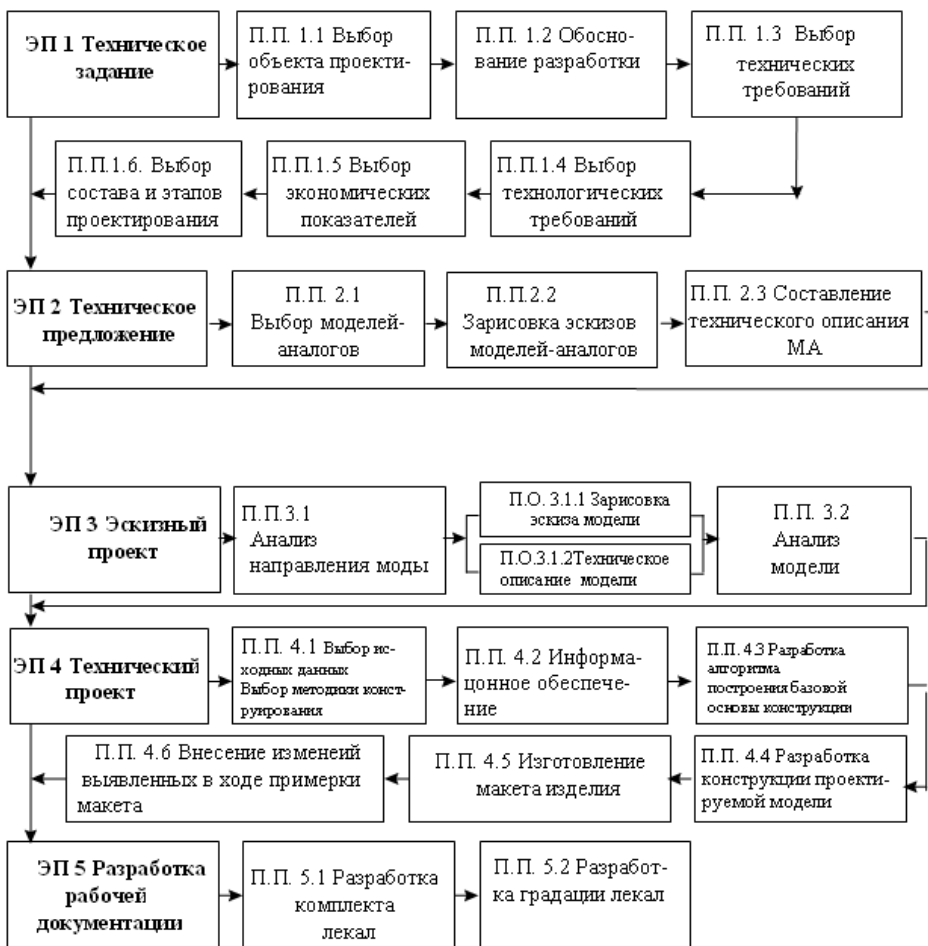 ЭП 1 Техническое
задание
П.П. 1.1 Выбор
объекта проекти-
рования
П.П. 1.2 Обосно-
вание разработки
П.П. 1.3 Выбор
технических
требований
П.П.1.6. Выбор
состава и этапов
проектирования
П.П.1.5 Выбор
экономических
показателей
П.П.1.4 Выбор
технологических
требований
ЭП 2 Техническое
предложение
П.П. 2.1
Выбор моделей-
аналогов
П.П.2.2
Зарисовка эскизов
моделей-аналогов
П.П. 2.3 Составление
технического описания
МА
ЭП 3 Эскизный
проект
П.П.3.1
Анализ
направления моды
П.О. 3.1.1 Зарисовка
эскиза модели
П.О.3.1.2Техническое
описание модели
П.П. 3.2
Анализ
модели
ЭП 4 Технический
проект
П.П. 4.1 Выбор ис-
ходных данных
Выбор методики конст-
руирования
П.П. 4.2 Информа-
цонное обеспече-
ние
П.П. 4.3 Разработка
алгоритма
построения базовой
основы конструкции
П.П. 4.6 Внесение изменеий
выявленных в ходе примерки
макета
П.П. 4.5 Изготовление
макета изделия
П.П. 4.4 Разработка
конструкции проекти-
руемой модели
ЭП 5 Разработка
рабочей
документации
П.П. 5.1 Разработка
комплекта
лекал
П.П. 5.2 Разработ-
ка градации лекал